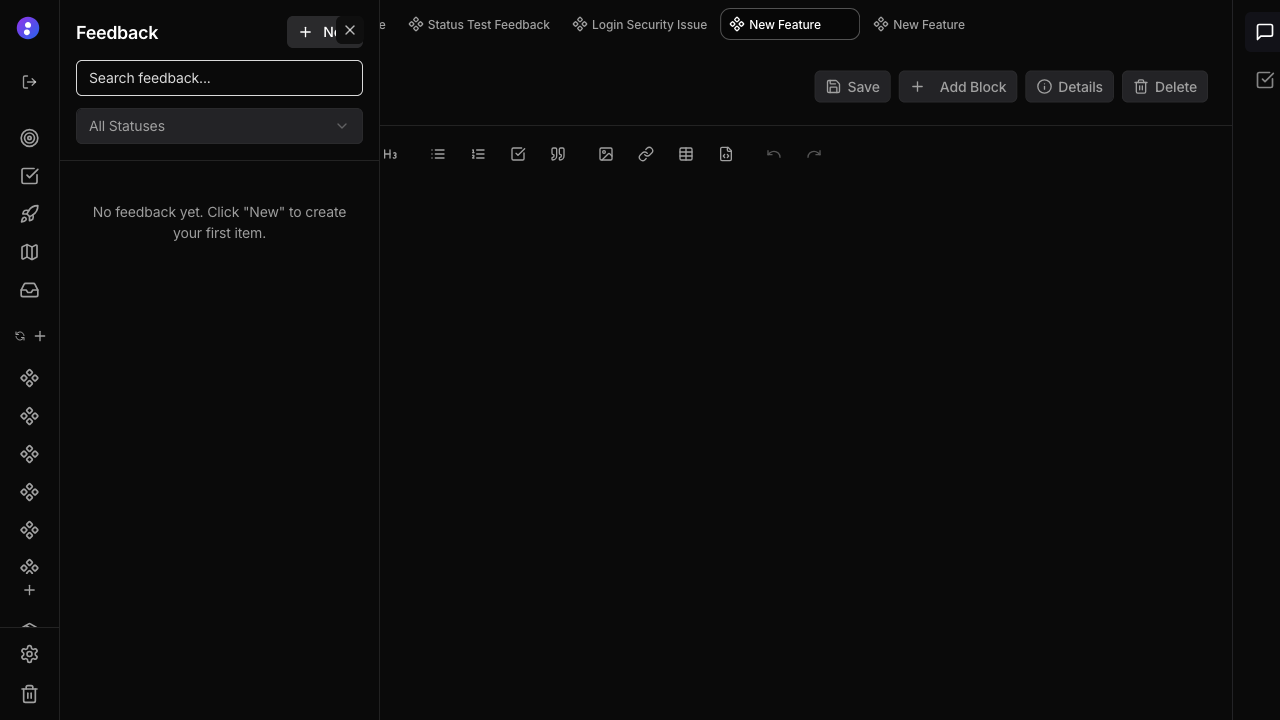 Feedback
Search feedback...
All Statuses
No feedback yet. Click "New" to create
your first item.
Status Test Feedback
Login Security Issue
New Feature
New Feature
Save
Add Block
Details
Delete
H3